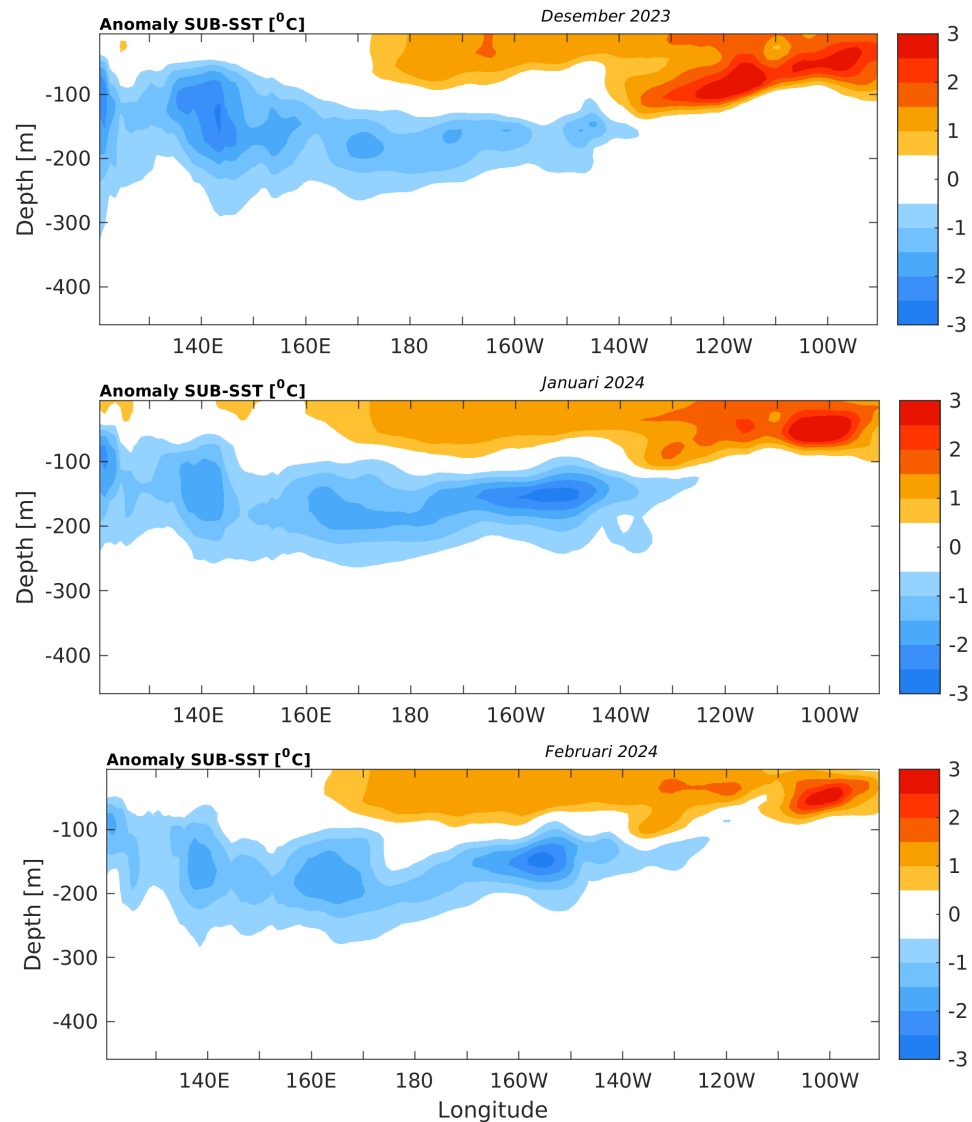 Anomaly SUB-SST [⁰C]
Desember 2023
Depth [m]
-100
-200
-300
-400
140E 160E 180 160W 140W 120W 100W
3
2
1
0
-1
-2
-3
Anomaly SUB-SST [⁰C]
Januari 2024
Depth [m]
-100
-200
-300
-400
140E 160E 180 160W 140W 120W 100W
3
2
1
0
-1
-2
-3
Anomaly SUB-SST [⁰C]
Februari 2024
Depth [m]
-100
-200
-300
-400
140E 160E 180 160W 140W 120W 100W
Longitude
3
2
1
0
-1
-2
-3